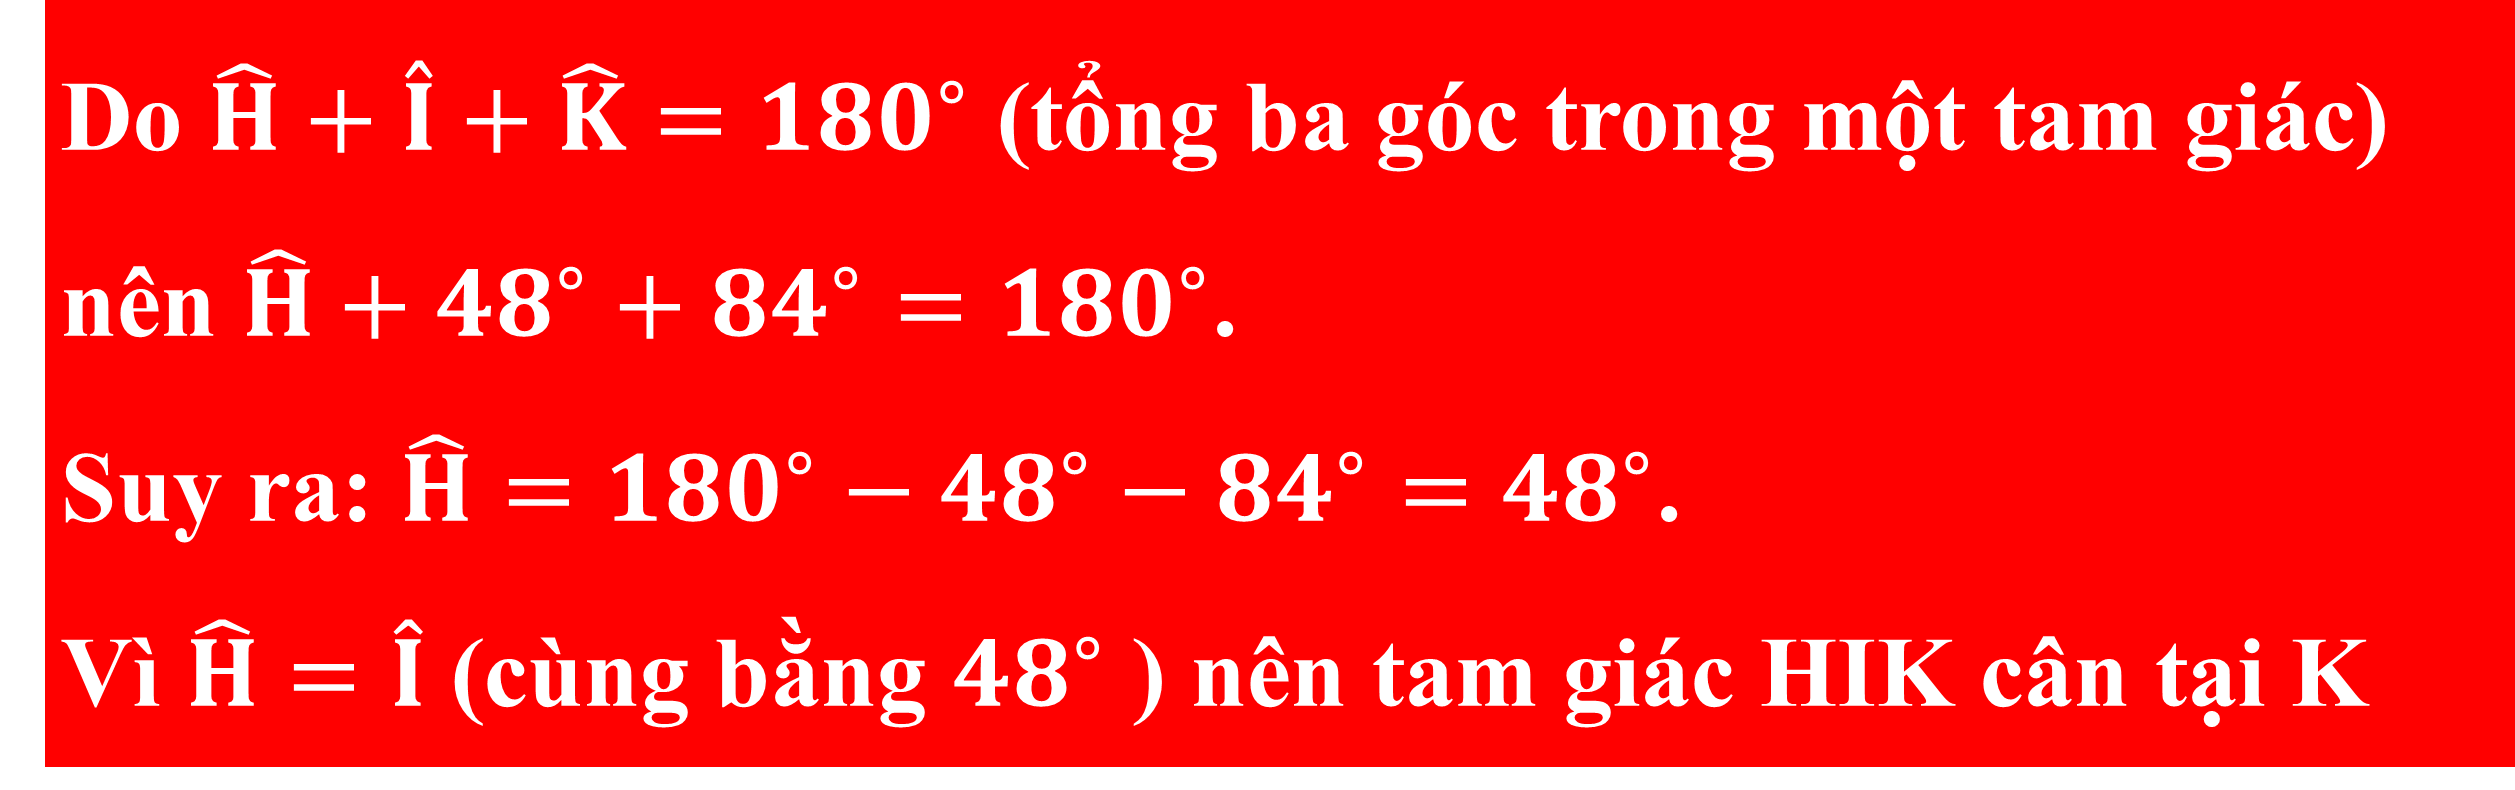 Do Ĥ + Î + K̂ = 180° (tổng ba góc trong một tam giác)
nên Ĥ + 48° + 84° = 180°.
Suy ra: Ĥ = 180° − 48° − 84° = 48°.
Vì Ĥ = Î (cùng bằng 48° ) nên tam giác HIK cân tại K